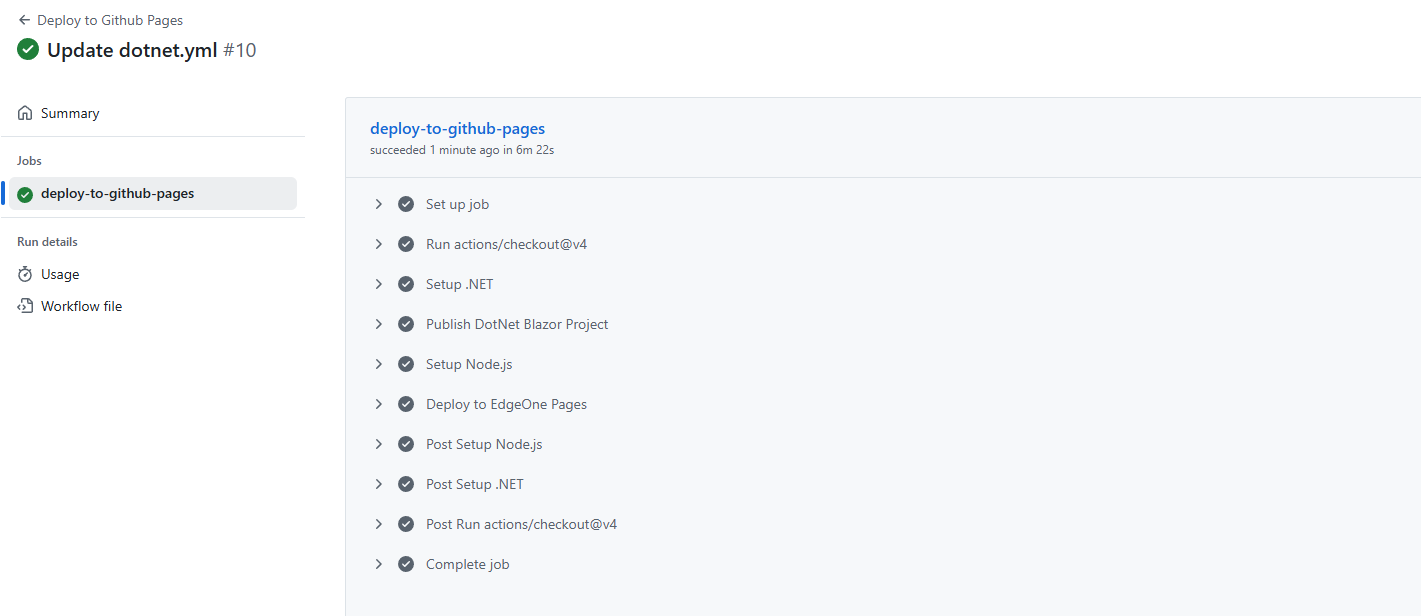 Deploy to Github Pages
Update dotnet.yml #10
Summary
Jobs
deploy-to-github-pages
Run details
Usage
Workflow file
deploy-to-github-pages
succeeded 1 minute ago in 6m 22s
Set up job
Run actions/checkout@v4
Setup .NET
Publish DotNet Blazor Project
Setup Node.js
Deploy to EdgeOne Pages
Post Setup Node.js
Post Setup .NET
Post Run actions/checkout@v4
Complete job